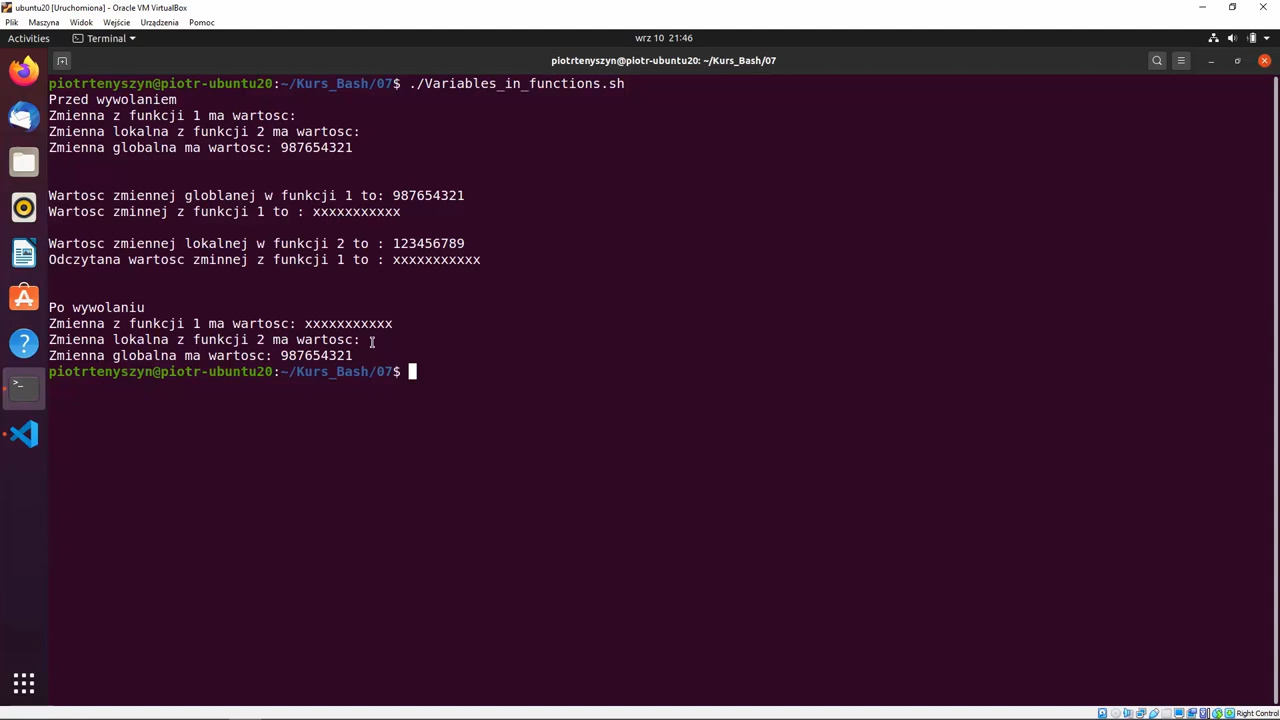 ubuntu20 [Uruchomiona] - Oracle VM VirtualBox
Plik Maszyna Widok Wejście Urządzenia Pomoc
Activities Terminal wrz 10 21:46
piotrtenyszyn@piotr-ubuntu20: ~/Kurs_Bash/07
piotrtenyszyn@piotr-ubuntu20:~/Kurs_Bash/07$ ./Variables_in_functions.sh
Przed wywolaniem
Zmienna z funkcji 1 ma wartosc:
Zmienna lokalna z funkcji 2 ma wartosc:
Zmienna globalna ma wartosc: 987654321
Wartosc zmiennej globlanej w funkcji 1 to: 987654321
Wartosc zminnej z funkcji 1 to : xxxxxxxxxxx
Wartosc zmiennej lokalnej w funkcji 2 to : 123456789
Odczytana wartosc zminnej z funkcji 1 to : xxxxxxxxxxx
Po wywolaniu
Zmienna z funkcji 1 ma wartosc: xxxxxxxxxxx
Zmienna lokalna z funkcji 2 ma wartosc:
Zmienna globalna ma wartosc: 987654321
piotrtenyszyn@piotr-ubuntu20:~/Kurs_Bash/07$
Right Control